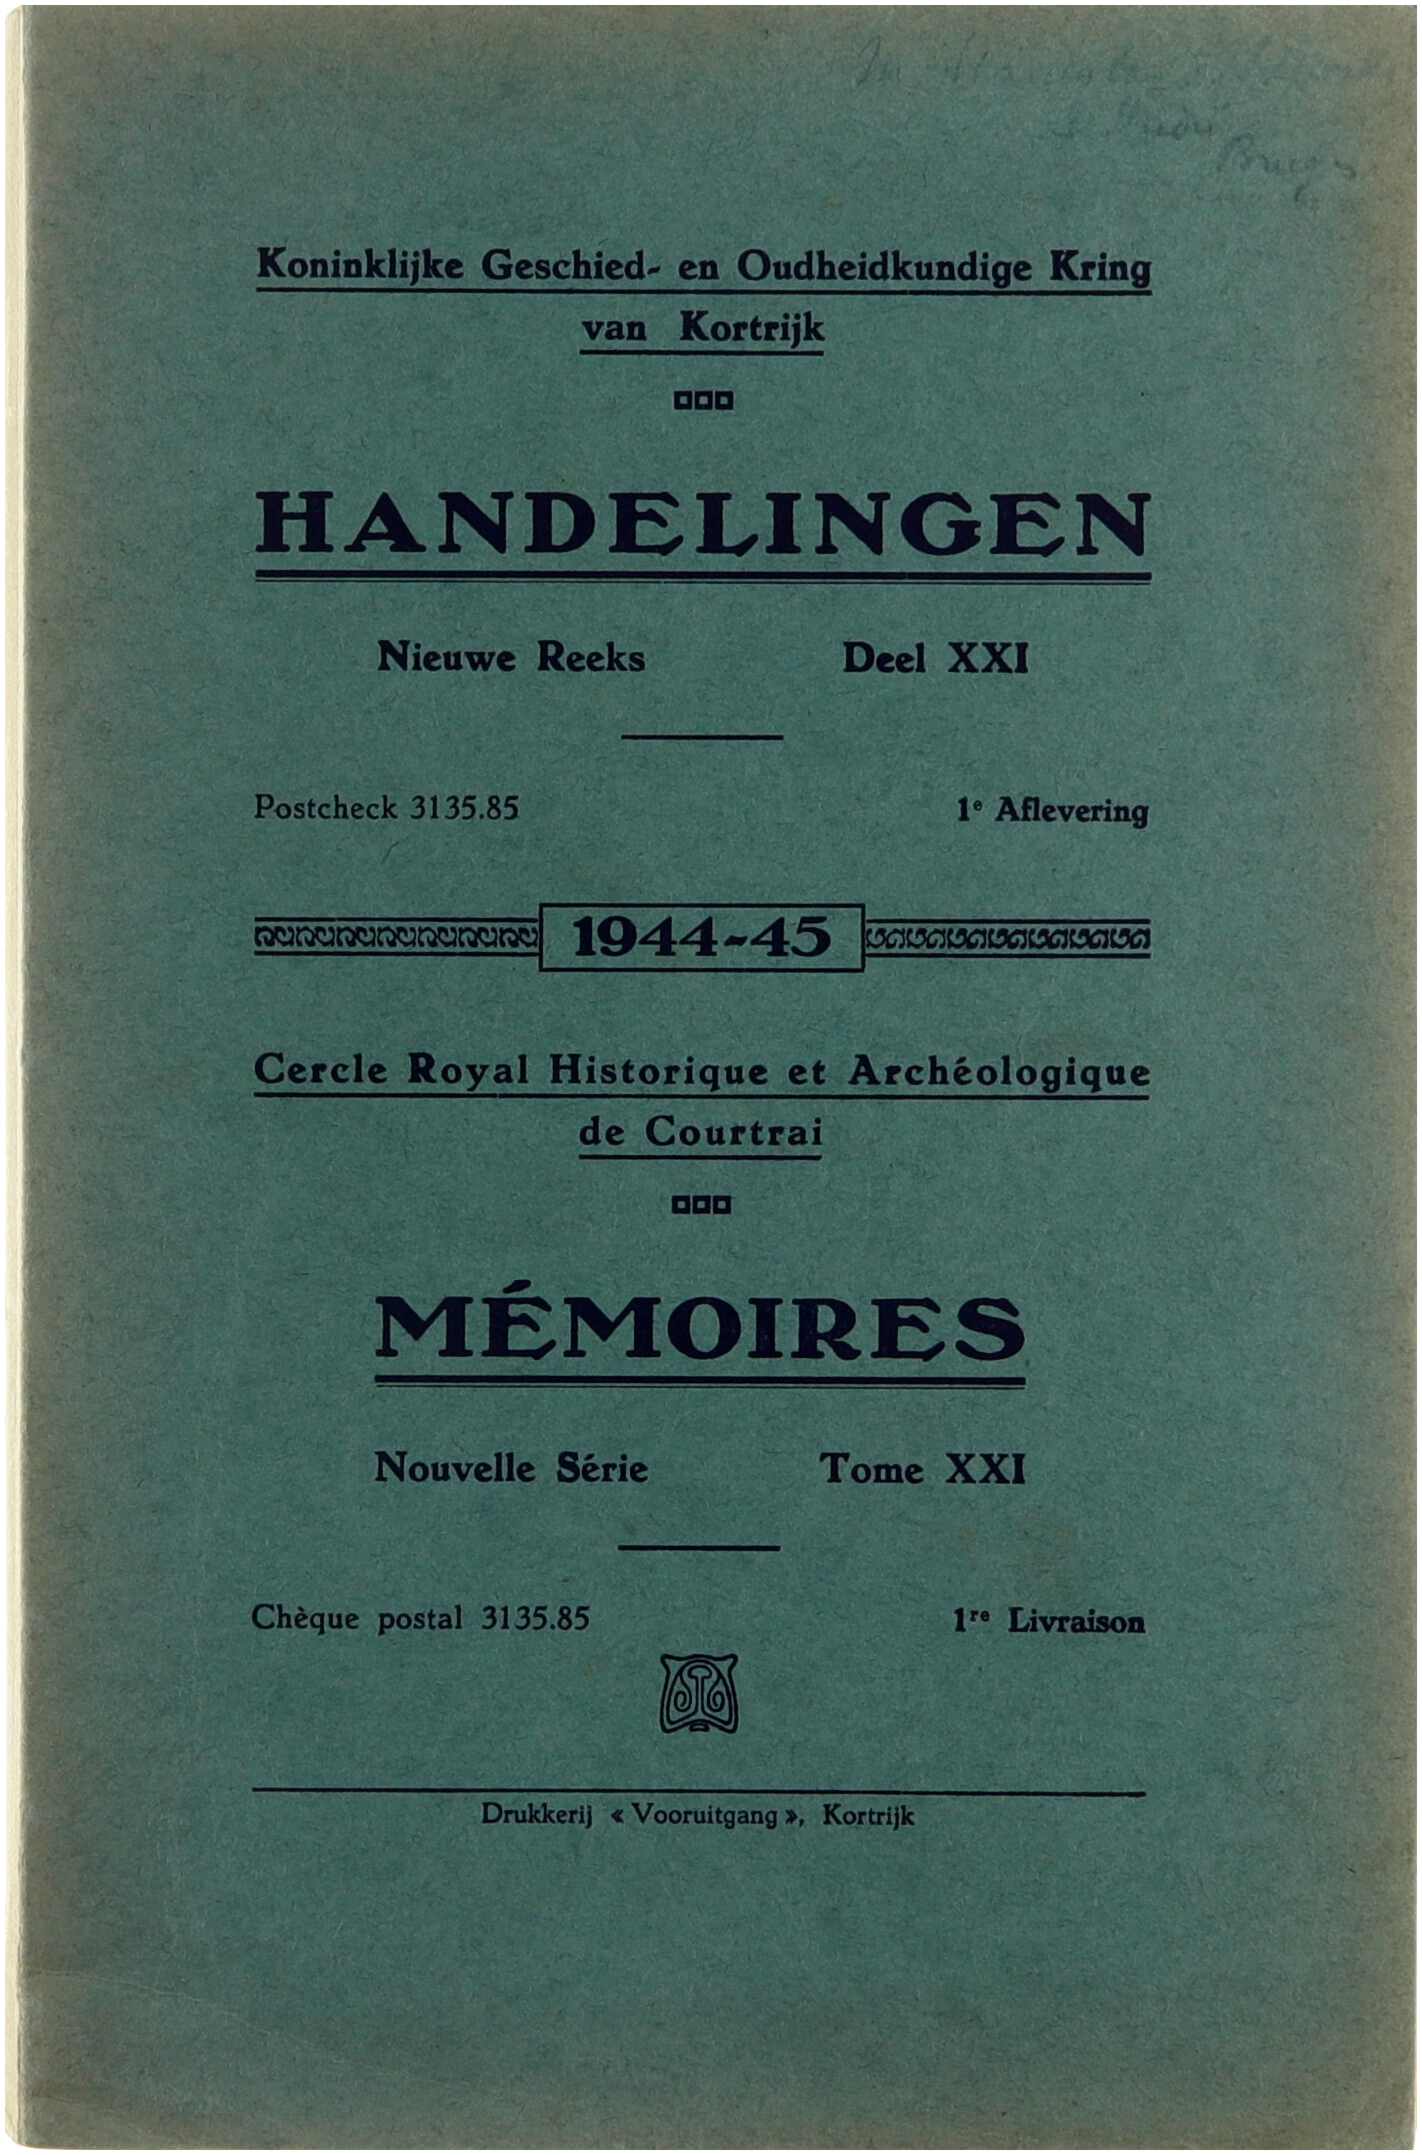 Bruges
Koninklijke Geschied- en Oudheidkundige Kring
van Kortrijk
HANDELINGEN
Nieuwe Reeks Deel XXI
Postcheck 3135.85 1e Aflevering
1944-45
Cercle Royal Historique et Archéologique
de Courtrai
MÉMOIRES
Nouvelle Série Tome XXI
Chèque postal 3135.85 1re Livraison
Drukkerij « Vooruitgang », Kortrijk